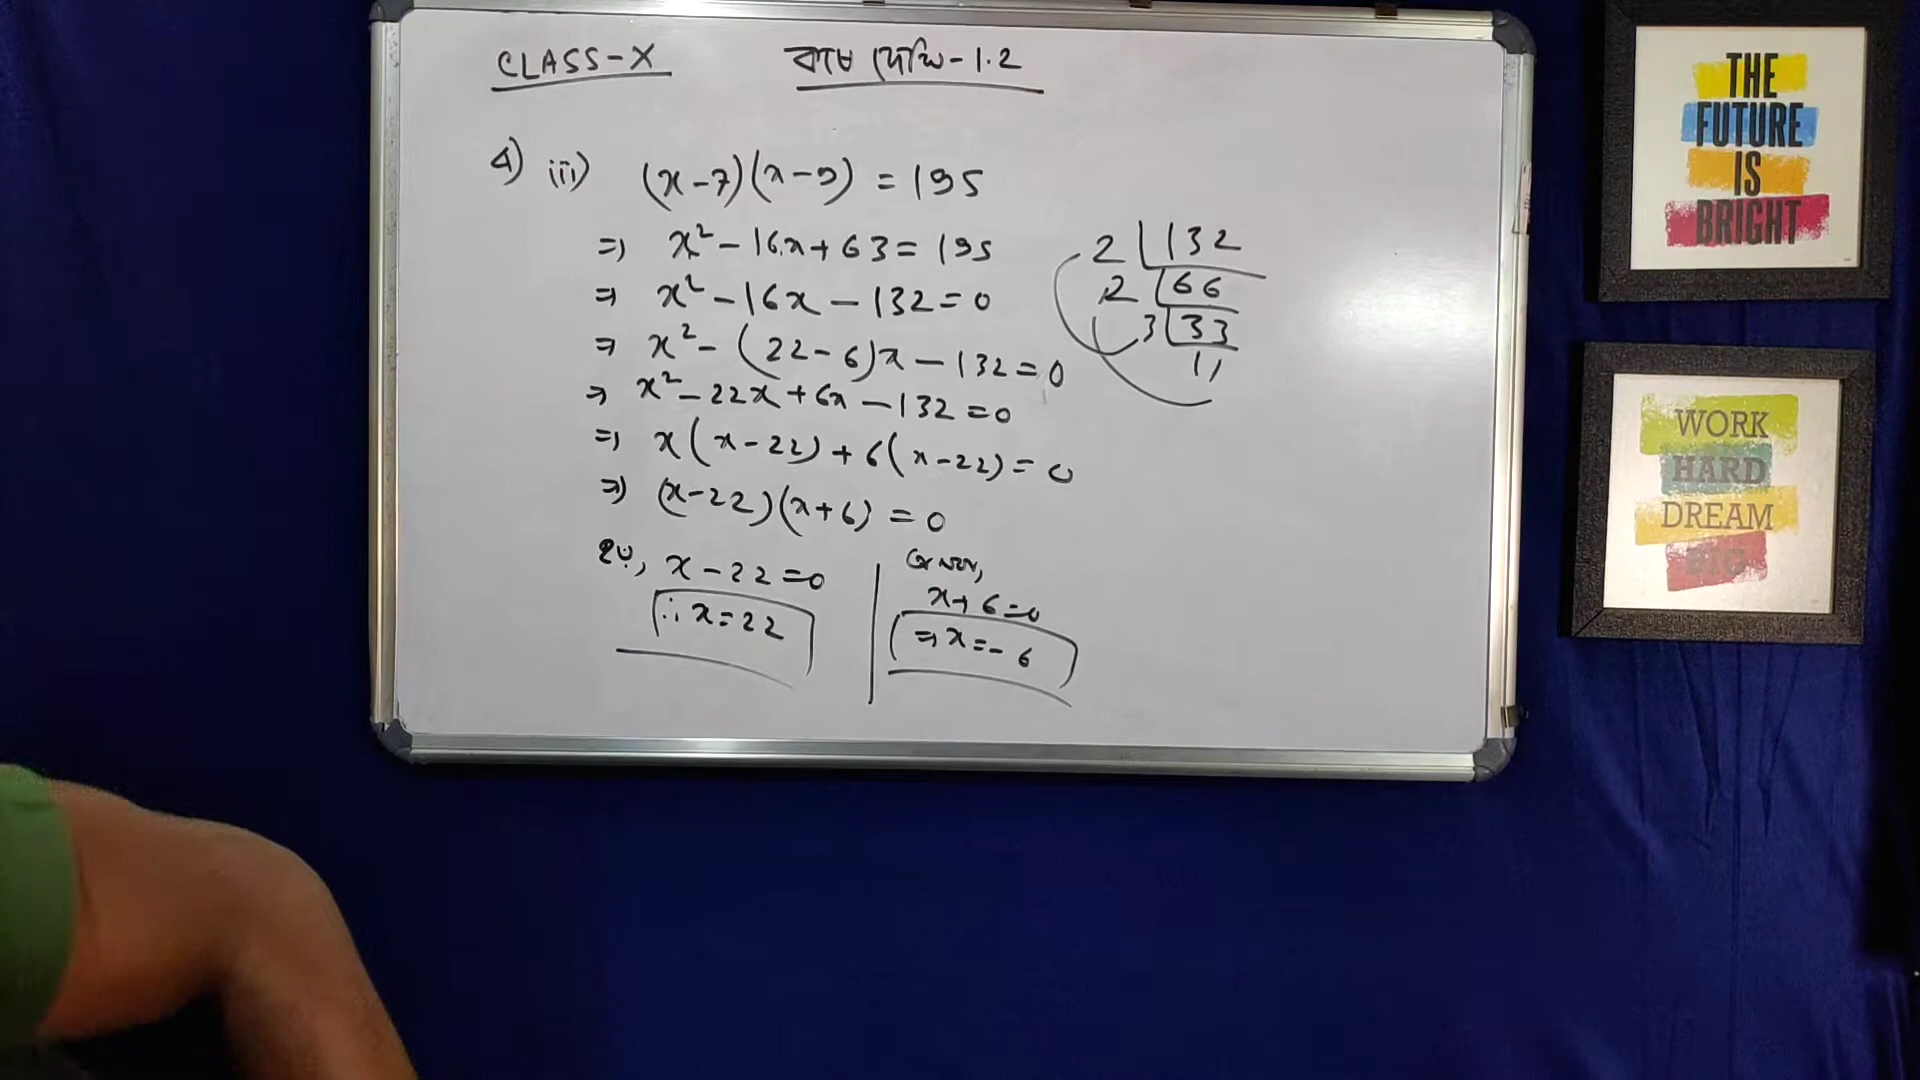 CLASS-X কষে দেখি-1.2
4) iii) (x-7)(x-9) = 195
⇒ x² - 16x + 63 = 195
⇒ x² - 16x - 132 = 0
⇒ x² - (22-6)x - 132 = 0
⇒ x² - 22x + 6x - 132 = 0
⇒ x(x-22) + 6(x-22) = 0
⇒ (x-22)(x+6) = 0
হয়, x - 22 = 0
∴ x = 22
অথবা,
x + 6 = 0
⇒ x = - 6
2 | 132
2 | 66
3 | 33
11
THE
FUTURE
IS
BRIGHT
WORK
HARD
DREAM
BIG